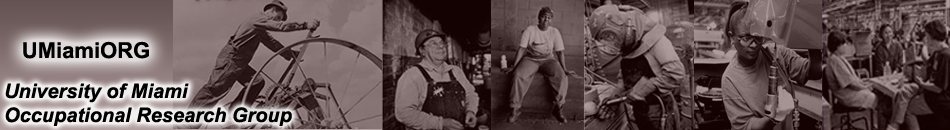 UMiamiORG
University of Miami
Occupational Research Group